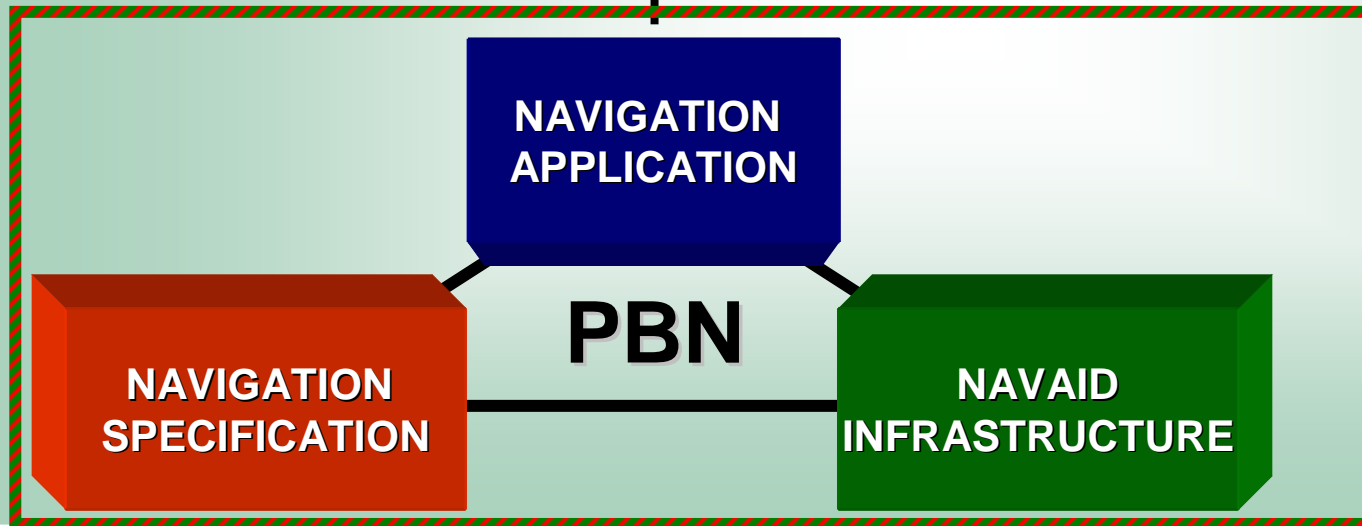 NAVIGATION
APPLICATION
PBN
NAVIGATION
SPECIFICATION
NAVAID
INFRASTRUCTURE